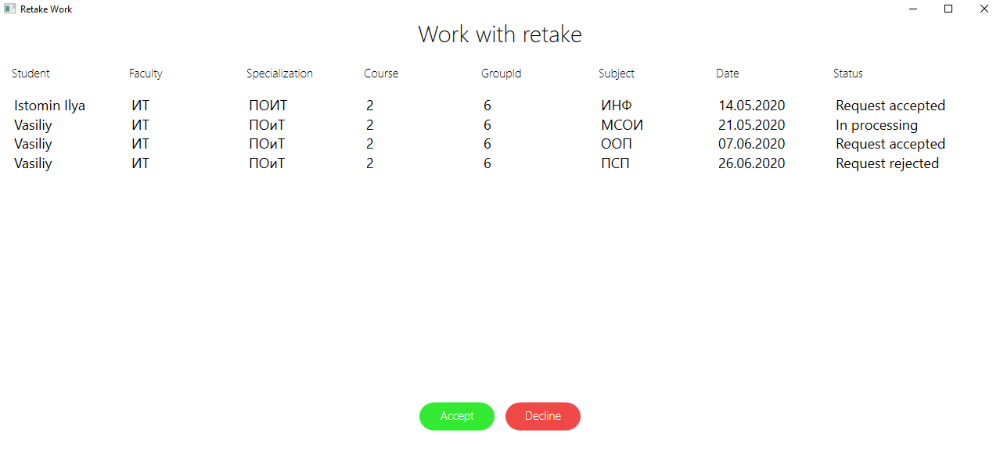 Retake Work
Work with retake
Student Faculty Specialization Course GroupId Subject Date Status
Istomin Ilya ИТ ПОИТ 2 6 ИНФ 14.05.2020 Request accepted
Vasiliy ИТ ПОиТ 2 6 МСОИ 21.05.2020 In processing
Vasiliy ИТ ПОиТ 2 6 ООП 07.06.2020 Request accepted
Vasiliy ИТ ПОиТ 2 6 ПСП 26.06.2020 Request rejected
Accept Decline